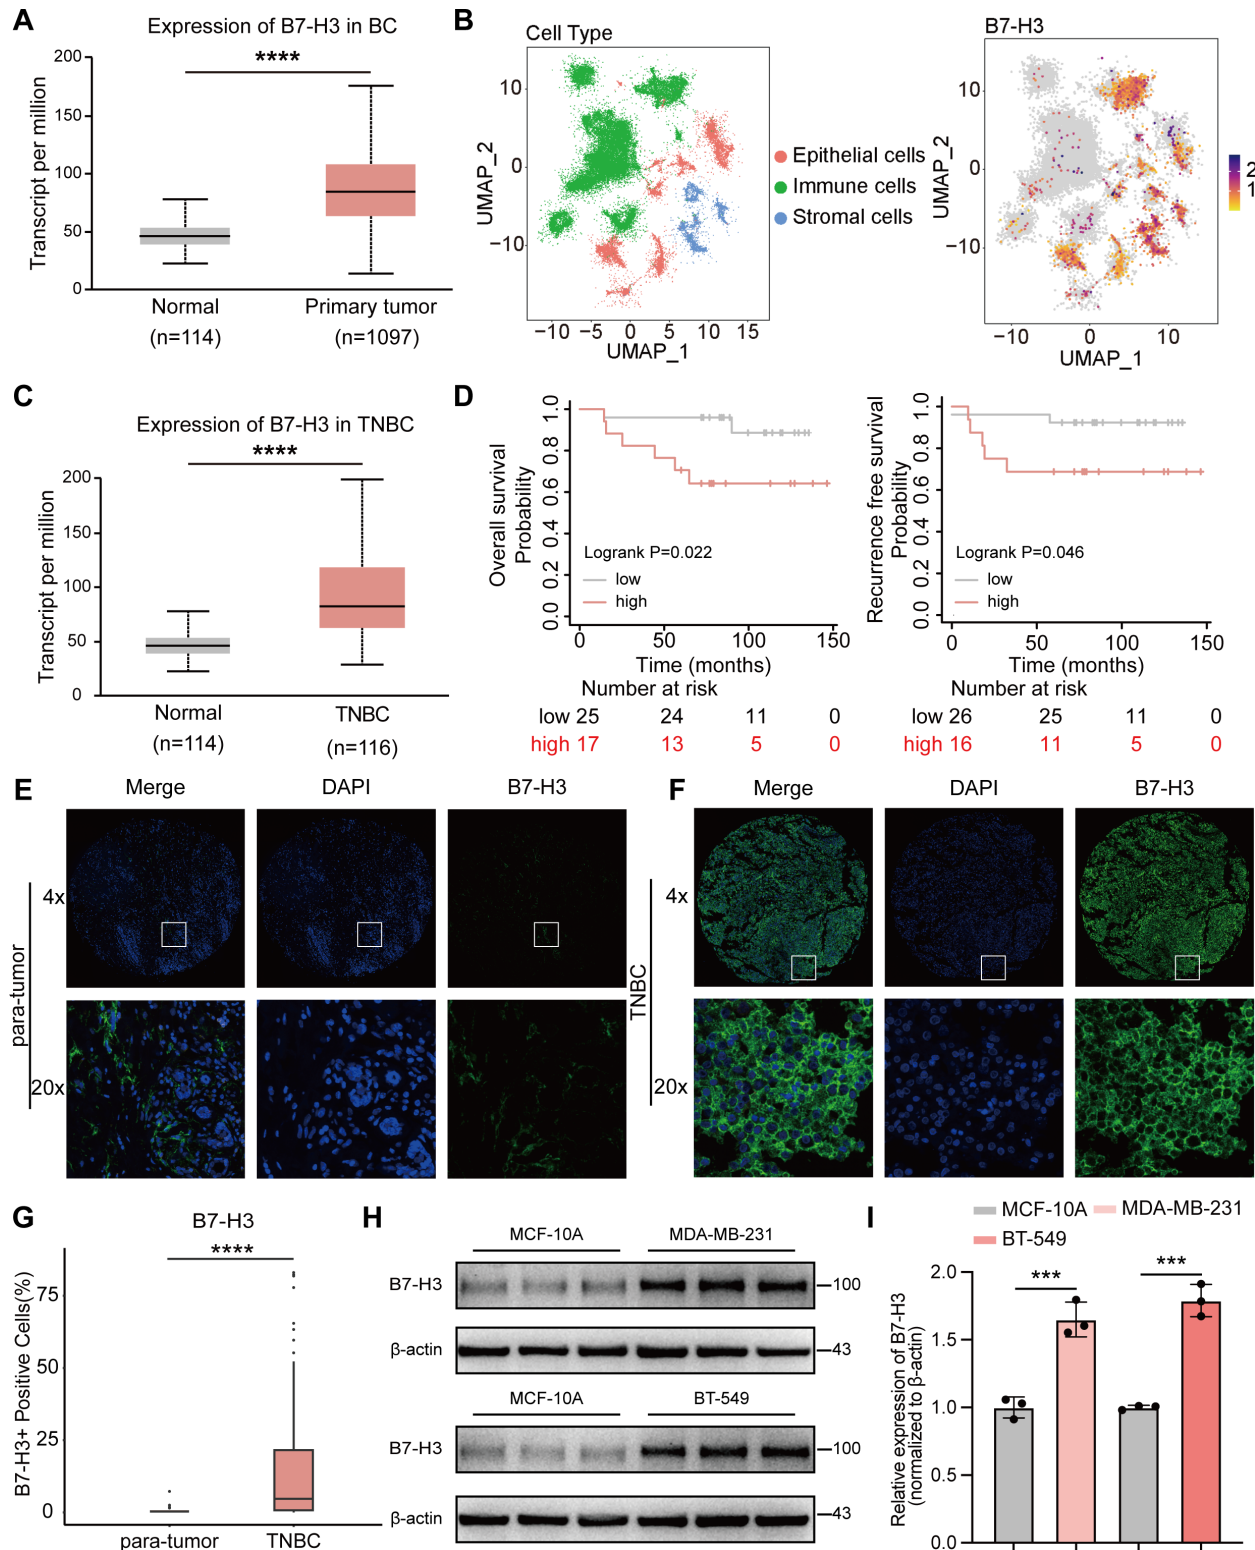 A
Expression of B7-H3 in BC
****
Transcript per million
200
150
100
50
0
Normal
(n=114)
Primary tumor
(n=1097)
B
Cell Type
UMAP_2
10
0
−10
−10 −5 0 5 10 15
UMAP_1
Epithelial cells
Immune cells
Stromal cells
B7-H3
UMAP_2
10
0
−10
−10 0 10
UMAP_1
2
1
C
Expression of B7-H3 in TNBC
****
Transcript per million
200
150
100
50
0
Normal
(n=114)
TNBC
(n=116)
D
Overall survival
Probability
1.0
0.8
0.6
0.4
0.2
0.0
Logrank P=0.022
low
high
0 50 100 150
Time (months)
Number at risk
low 25 24 11 0
high 17 13 5 0
Recurrence free survival
Probability
1.0
0.8
0.6
0.4
0.2
0.0
Logrank P=0.046
low
high
0 50 100 150
Time (months)
Number at risk
low 26 25 11 0
high 16 11 5 0
E
Merge DAPI B7-H3
para-tumor
4x
20x
F
Merge DAPI B7-H3
TNBC
4x
20x
G
B7-H3
****
B7-H3+ Positive Cells(%)
75
50
25
0
para-tumor TNBC
H
MCF-10A MDA-MB-231
B7-H3 100
β-actin 43
MCF-10A BT-549
B7-H3 100
β-actin 43
I
MCF-10A MDA-MB-231
BT-549
*** ***
Relative expression of B7-H3
(normalized to β-actin)
2.0
1.5
1.0
0.5
0.0